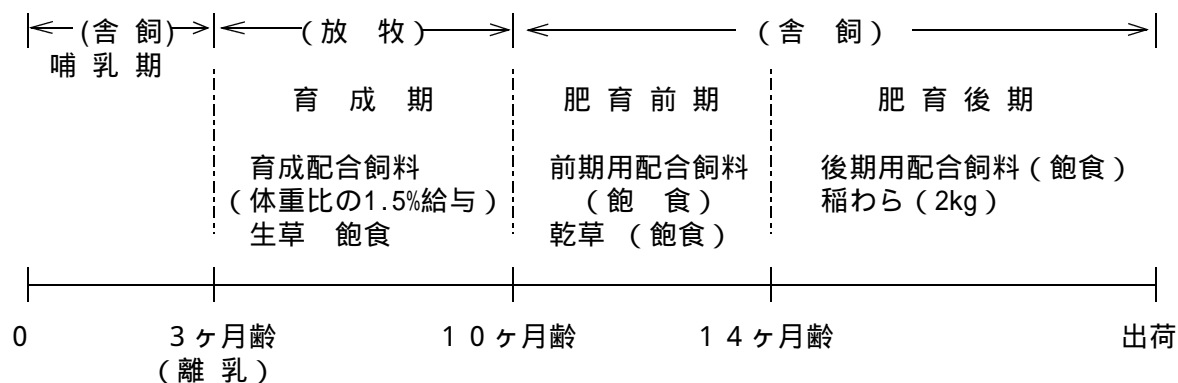 (舎 飼) (放 牧) (舎 飼)
哺 乳 期
育 成 期 肥 育 前 期 肥 育 後 期
育成配合飼料 前期用配合飼料 後期用配合飼料(飽食)
(体重比の1.5%給与) (飽 食) 稲わら(2kg)
生草 飽食 乾草 (飽食)
0 3ヶ月齢 10ヶ月齢 14ヶ月齢 出荷
(離 乳)